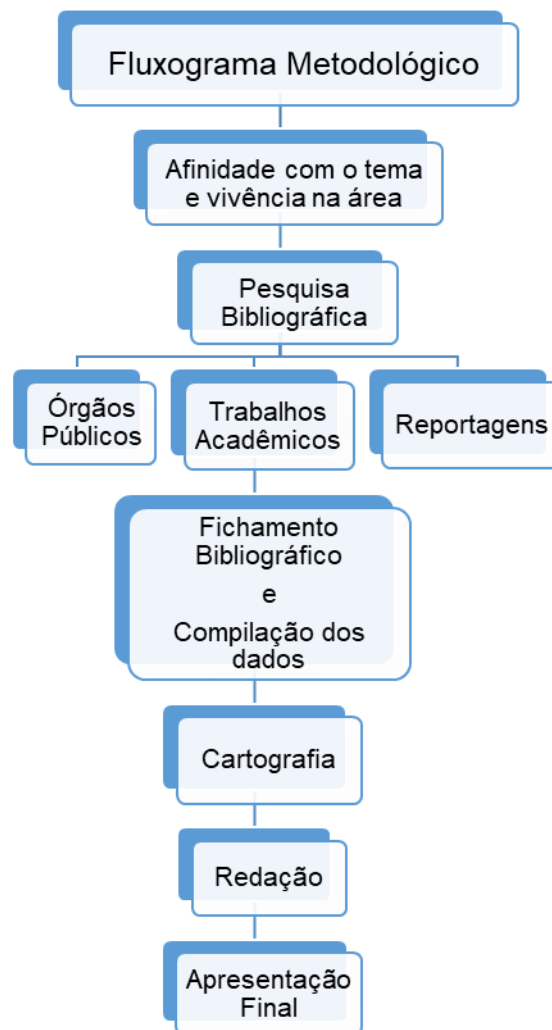 Fluxograma Metodológico
Afinidade com o tema
e vivência na área
Pesquisa
Bibliográfica
Órgãos
Públicos
Trabalhos
Acadêmicos
Reportagens
Fichamento
Bibliográfico
e
Compilação dos
dados
Cartografia
Redação
Apresentação
Final